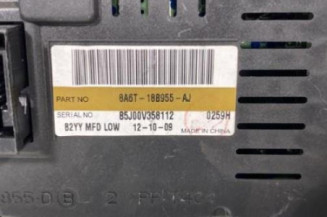 PART NO 8A6T-18B955-AJ
SERIAL NO. B5J00V358112 0259H
B2YY MFD LOW 12-10-09 MADE IN CHINA